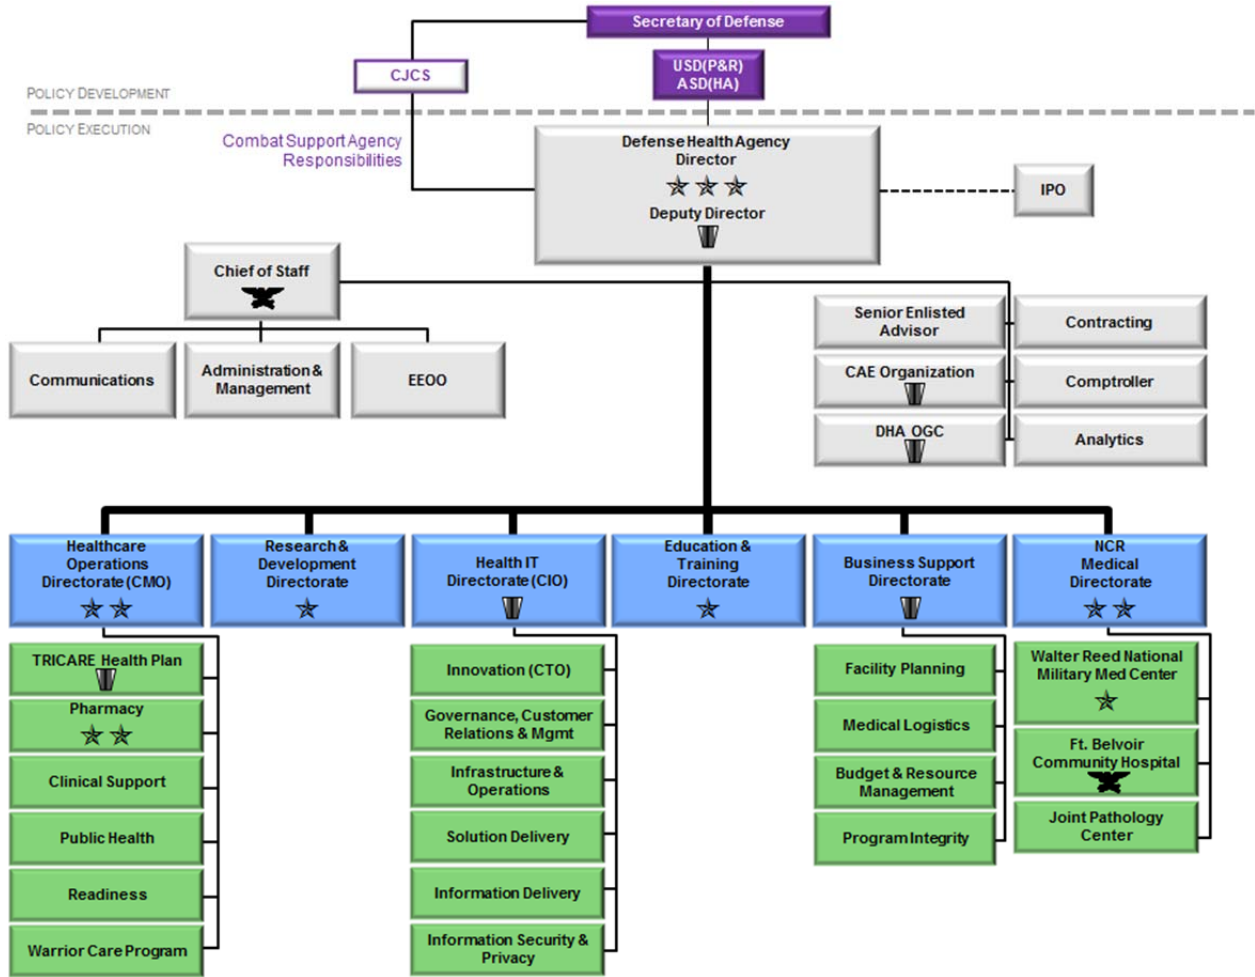 Secretary of Defense
CJCS
USD(P&R)
ASD(HA)
POLICY DEVELOPMENT
POLICY EXECUTION
Combat Support Agency
Responsibilities
Defense Health Agency
Director
Deputy Director
IPO
Chief of Staff
Communications
Administration &
Management
EEOO
Senior Enlisted
Advisor
Contracting
CAE Organization
Comptroller
DHA OGC
Analytics
Healthcare
Operations
Directorate (CMO)
Research &
Development
Directorate
Health IT
Directorate (CIO)
Education &
Training
Directorate
Business Support
Directorate
NCR
Medical
Directorate
TRICARE Health Plan
Pharmacy
Clinical Support
Public Health
Readiness
Warrior Care Program
Innovation (CTO)
Governance, Customer
Relations & Mgmt
Infrastructure &
Operations
Solution Delivery
Information Delivery
Information Security &
Privacy
Facility Planning
Medical Logistics
Budget & Resource
Management
Program Integrity
Walter Reed National
Military Med Center
Ft. Belvoir
Community Hospital
Joint Pathology
Center